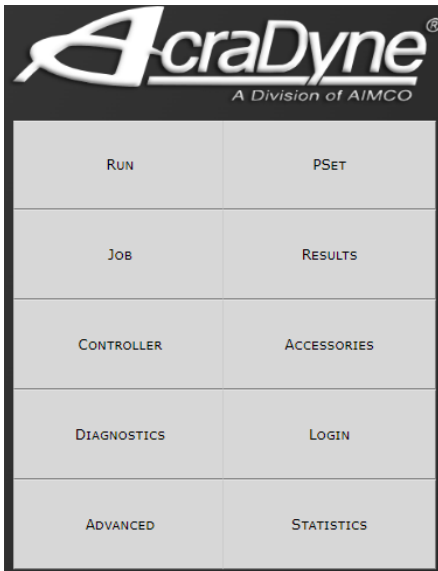 AcraDyne®
A Division of AIMCO
RUN PSET
JOB RESULTS
CONTROLLER ACCESSORIES
DIAGNOSTICS LOGIN
ADVANCED STATISTICS